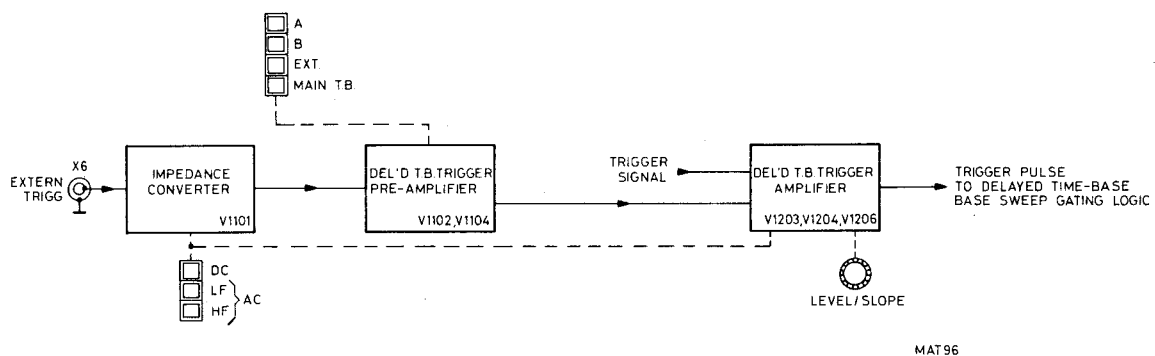 A
B
EXT.
MAIN T.B.
X6
EXTERN
TRIGG
IMPEDANCE
CONVERTER
V1101
DEL'D T.B. TRIGGER
PRE-AMPLIFIER
V1102, V1104
TRIGGER
SIGNAL
DEL'D T.B. TRIGGER
AMPLIFIER
V1203, V1204, V1206
TRIGGER PULSE
TO DELAYED TIME-BASE
BASE SWEEP GATING LOGIC
DC
LF
HF
AC
LEVEL/SLOPE
MAT96